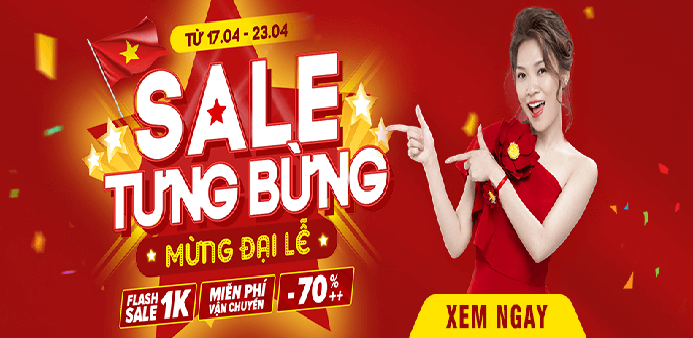 TỪ 17.04 - 23.04
SALE
TƯNG BỪNG
MỪNG ĐẠI LỄ
FLASH
SALE 1K
MIỄN PHÍ
VẬN CHUYỂN
-70%++
XEM NGAY